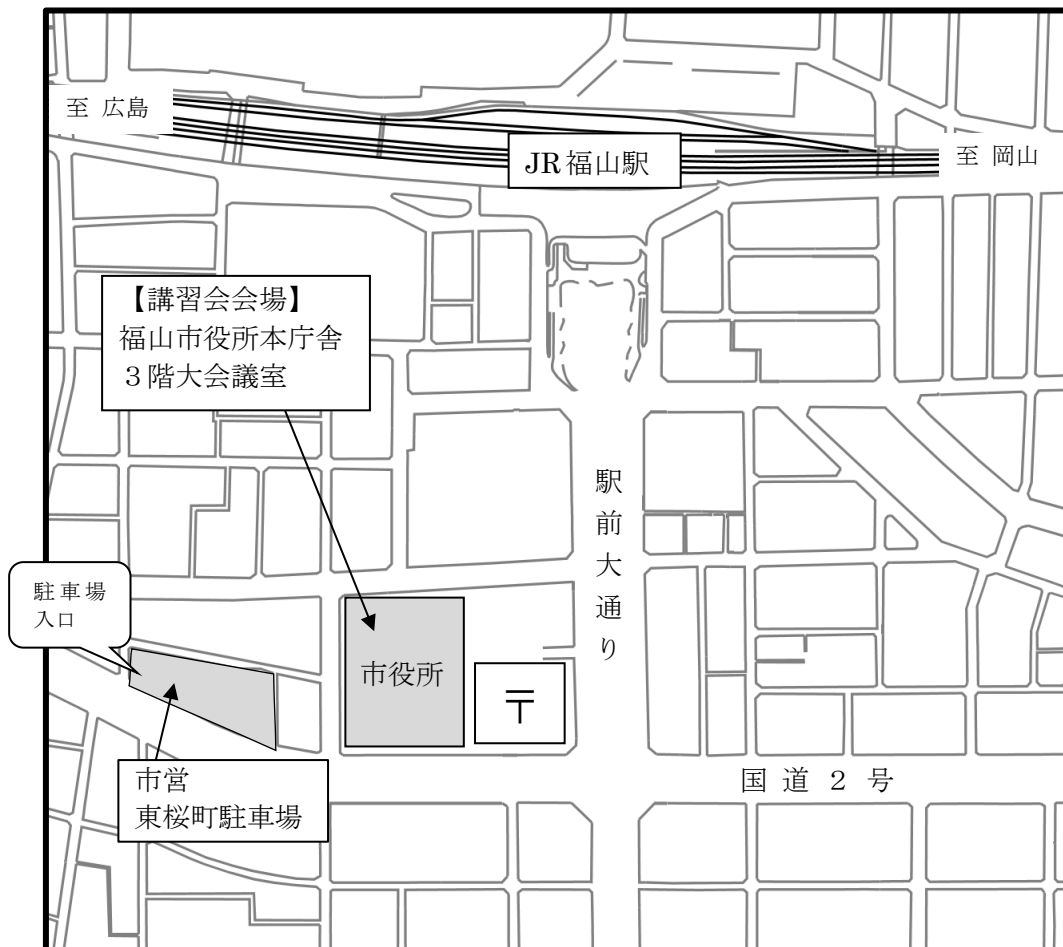 至 広島
JR福山駅
至 岡山
【講習会会場】
福山市役所本庁舎
３階大会議室
駅前大通り
駐車場
入口
市役所
〒
市営
東桜町駐車場
国道２号